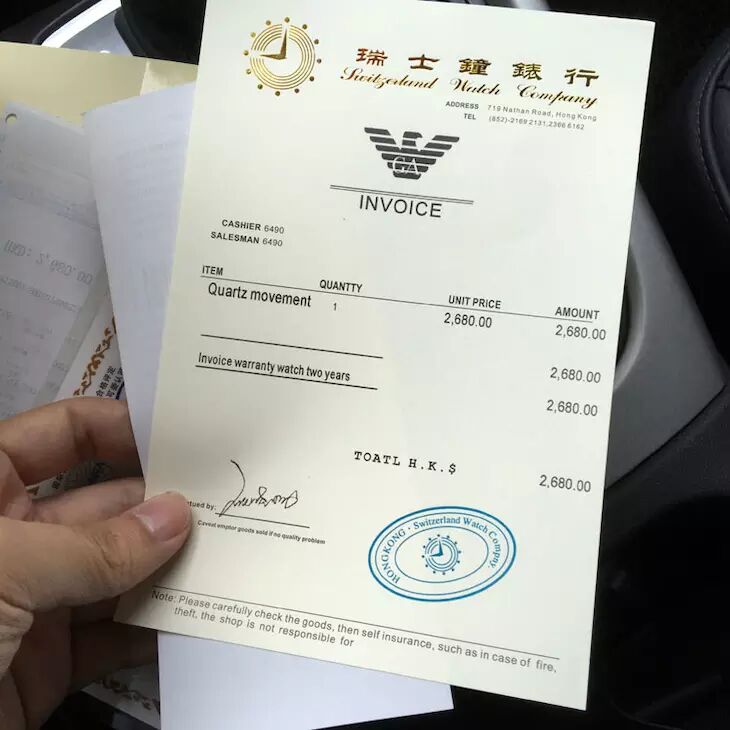 瑞士鐘錶行
Switzerland Watch Company
ADDRESS 719 Nathan Road, Hong Kong
TEL (852)-2169 2131, 2366 6162
GA
INVOICE
CASHIER 6490
SALESMAN 6490
ITEM QUANTTY UNIT PRICE AMOUNT
Quartz movement 1 2,680.00 2,680.00
2,680.00
Invoice warranty watch two years
2,680.00
TOATL H.K.$ 2,680.00
tued by:
Caveat emptor goods sold if no quality problem
HONGKONG · Switzerland Watch Compny.
Note: Please carefully check the goods, then self insurance, such as in case of fire,
theft, the shop is not responsible for